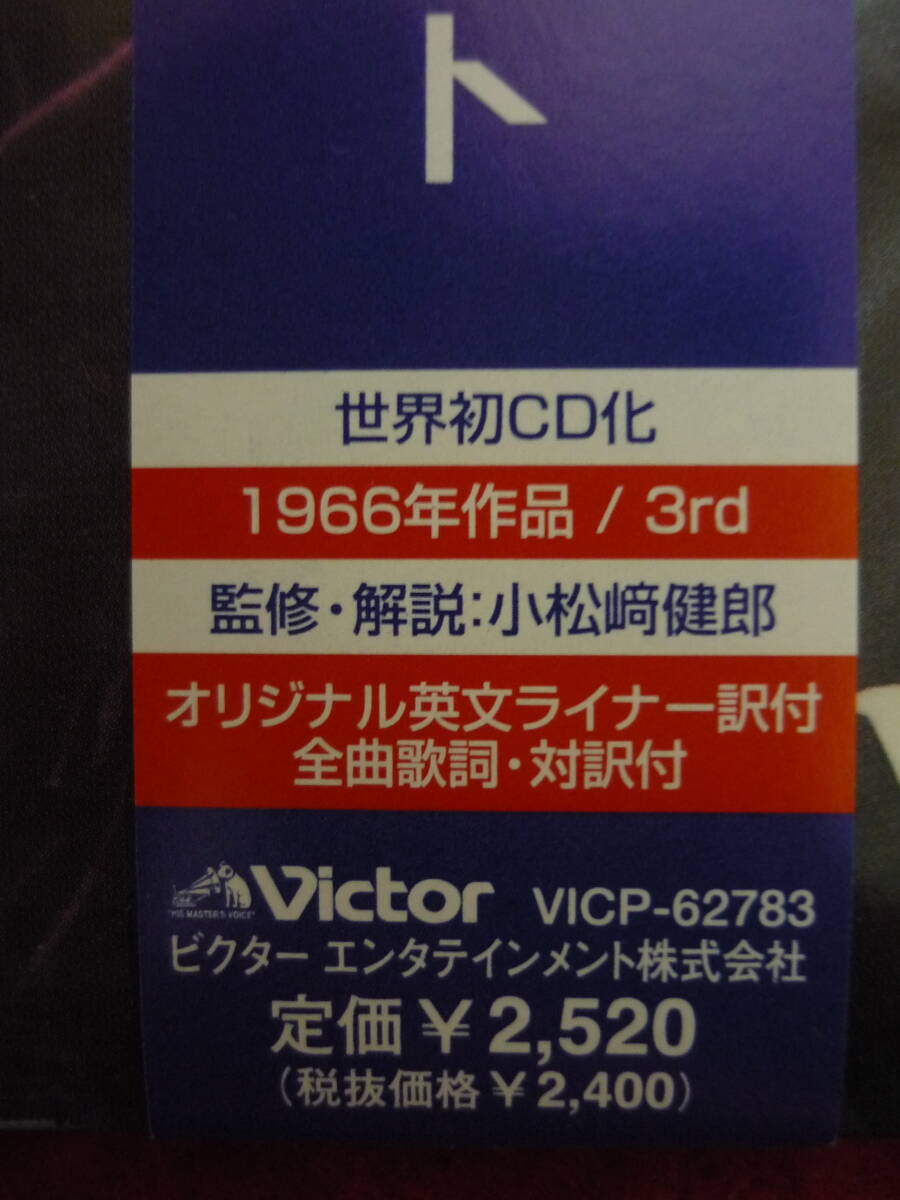 ト
世界初CD化
1966年作品 / 3rd
監修・解説:小松﨑健郎
オリジナル英文ライナー訳付
全曲歌詞・対訳付
"HIS MASTER'S VOICE" Victor VICP-62783
ビクター エンタテインメント株式会社
定価¥2,520
(税抜価格¥2,400)